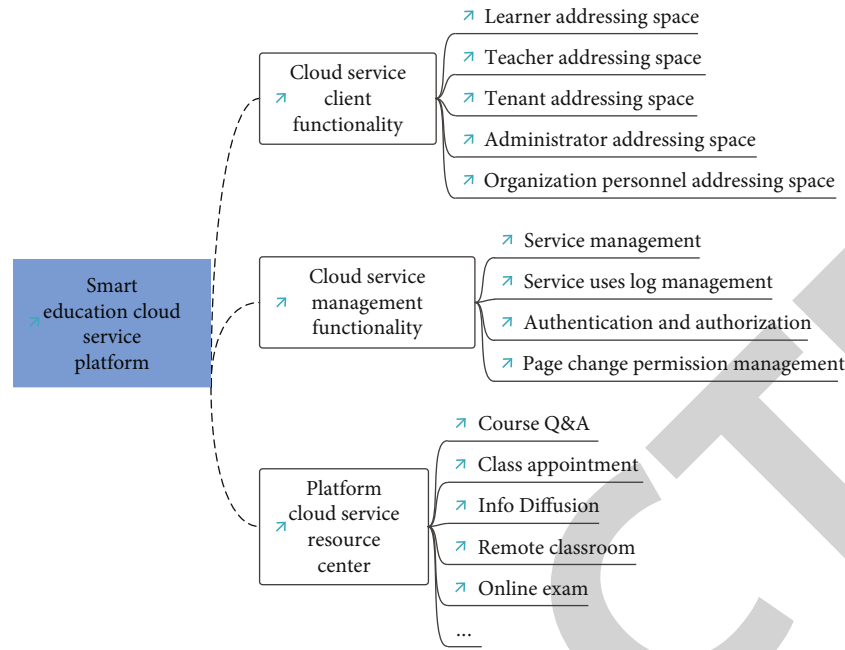 Smart
education cloud
service
platform
Cloud service
client
functionality
Learner addressing space
Teacher addressing space
Tenant addressing space
Administrator addressing space
Organization personnel addressing space
Cloud service
management
functionality
Service management
Service uses log management
Authentication and authorization
Page change permission management
Platform
cloud service
resource
center
Course Q&A
Class appointment
Info Diffusion
Remote classroom
Online exam
...